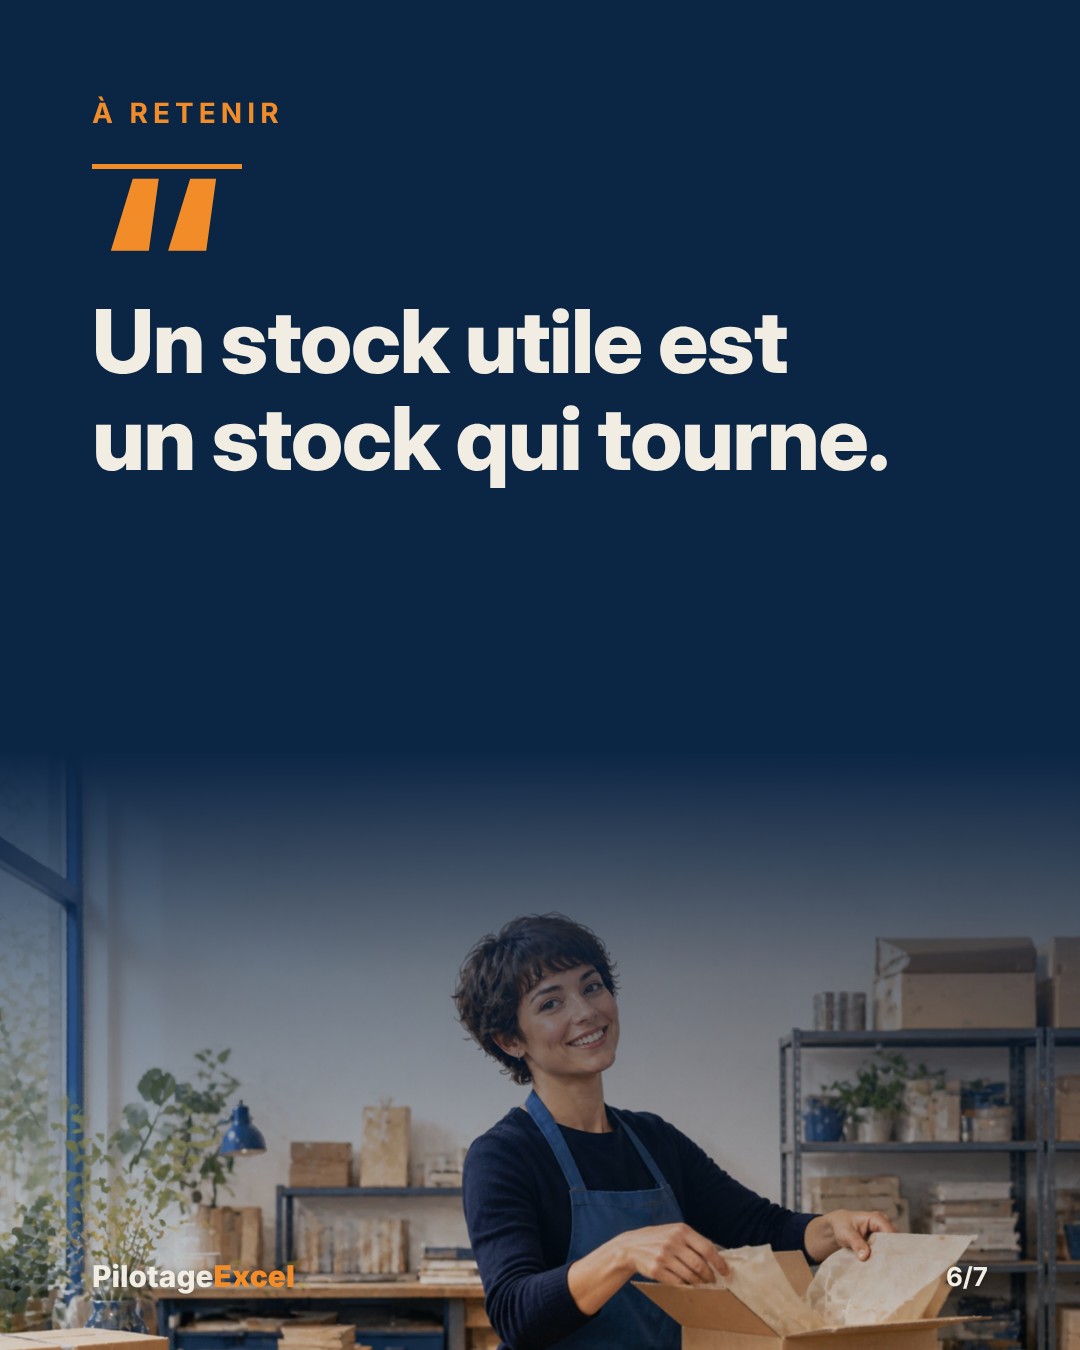 À RETENIR
"
Un stock utile est
un stock qui tourne.
PilotageExcel
6/7